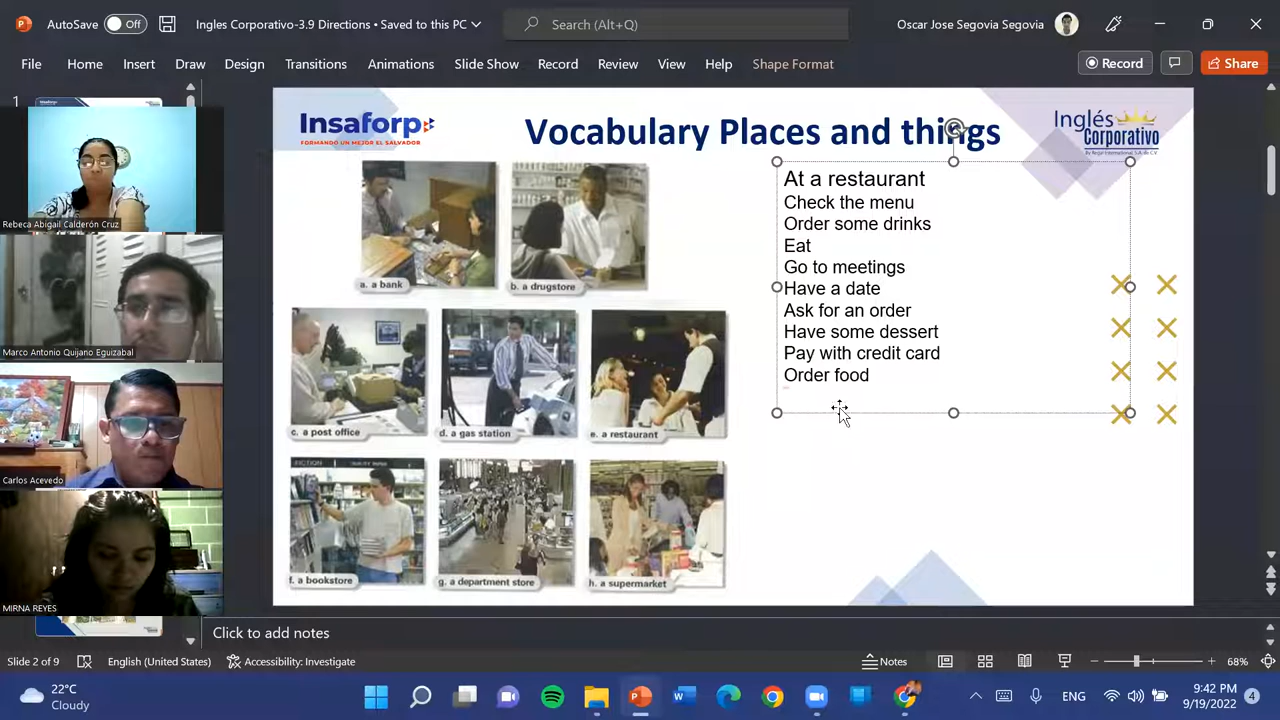 AutoSave Off Ingles Corporativo-3.9 Directions • Saved to this PC Search (Alt+Q) Oscar Jose Segovia Segovia
File Home Insert Draw Design Transitions Animations Slide Show Record Review View Help Shape Format Record Share
1
Insaforp
FORMANDO UN MEJOR EL SALVADOR
Vocabulary Places and things
Inglés
Corporativo
Rebeca Abigail Calderón Cruz
Marco Antonio Quijano Eguizabal
Carlos Acevedo
MIRNA REYES
a. a bank
b. a drugstore
c. a post office
d. a gas station
e. a restaurant
FICTION
f. a bookstore
g. a department store
h. a supermarket
At a restaurant
Check the menu
Order some drinks
Eat
Go to meetings
Have a date
Ask for an order
Have some dessert
Pay with credit card
Order food
Click to add notes
Slide 2 of 9 English (United States) Accessibility: Investigate Notes 68%
22°C
Cloudy
ENG
9:42 PM
9/19/2022
4